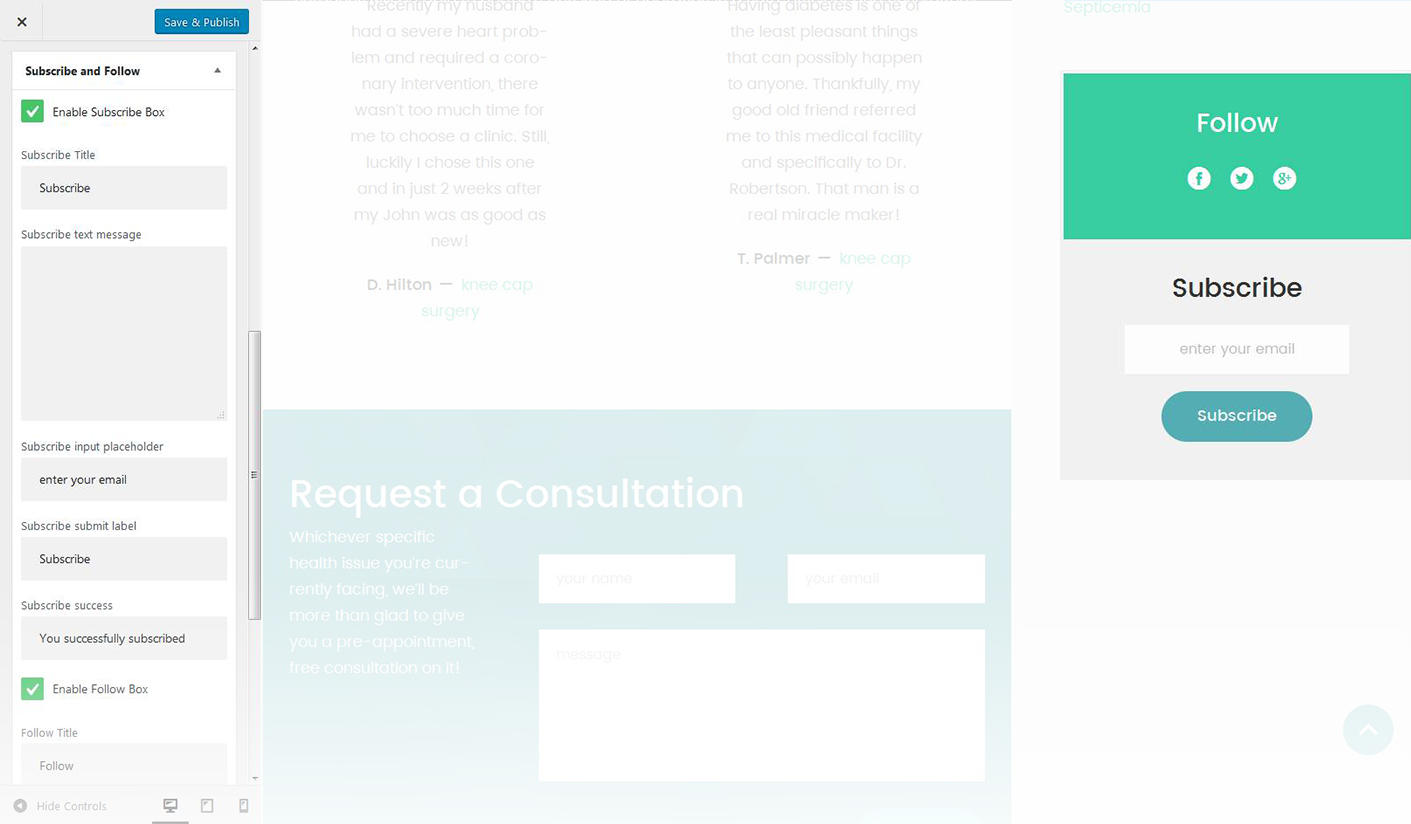 Save & Publish
Subscribe and Follow
Enable Subscribe Box
Subscribe Title
Subscribe
Subscribe text message
Subscribe input placeholder
enter your email
Subscribe submit label
Subscribe
Subscribe success
You successfully subscribed
Enable Follow Box
Follow Title
Follow
Hide Controls
Recently my husband
had a severe heart prob-
lem and required a coro-
nary intervention, there
wasn't too much time for
me to choose a clinic. Still,
luckily I chose this one
and in just 2 weeks after
my John was as good as
new!
D. Hilton — knee cap
surgery
Having diabetes is one of
the least pleasant things
that can possibly happen
to anyone. Thankfully, my
good old friend referred
me to this medical facility
and specifically to Dr.
Robertson. That man is a
real miracle maker!
T. Palmer — knee cap
surgery
Request a Consultation
Whichever specific
health issue you're cur-
rently facing, we'll be
more than glad to give
you a pre-appointment,
free consultation on it!
your name
your email
message
Septicemia
Follow
Subscribe
enter your email
Subscribe